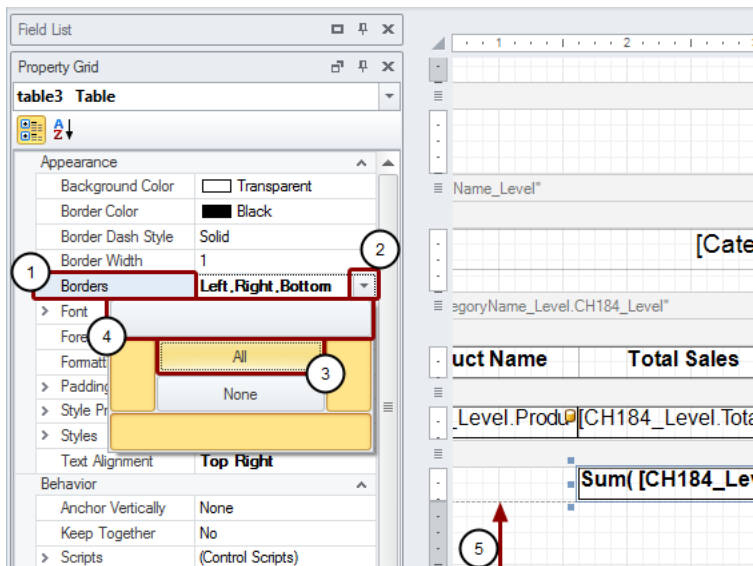 Field List
Property Grid
table3 Table
A
Z
Appearance
Background Color Transparent
Border Color Black
Border Dash Style Solid
Border Width 1
2
1
Borders Left,Right,Bottom
Font
4
Fore
All
3
Formatt
None
Padding
Style Pr
Styles
Text Alignment Top Right
Behavior
Anchor Vertically None
Keep Together No
Scripts (Control Scripts)
1 2
Name_Level"
[Cate
egoryName_Level.CH184_Level"
uct Name Total Sales
_Level.Produ [CH184_Level.Tota
Sum( [CH184_Lev
5